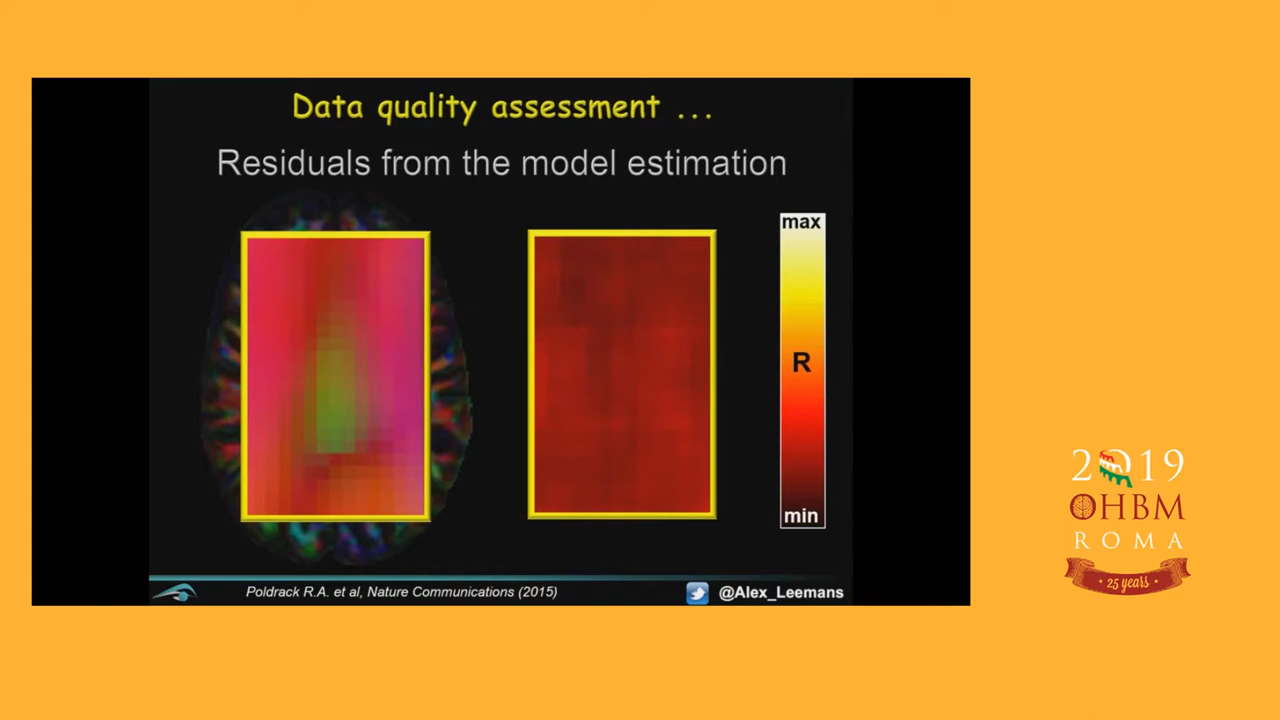 Data quality assessment ...
Residuals from the model estimation
max
R
min
Poldrack R.A. et al, Nature Communications (2015)
@Alex_Leemans
2019
OHBM
ROMA
25 years